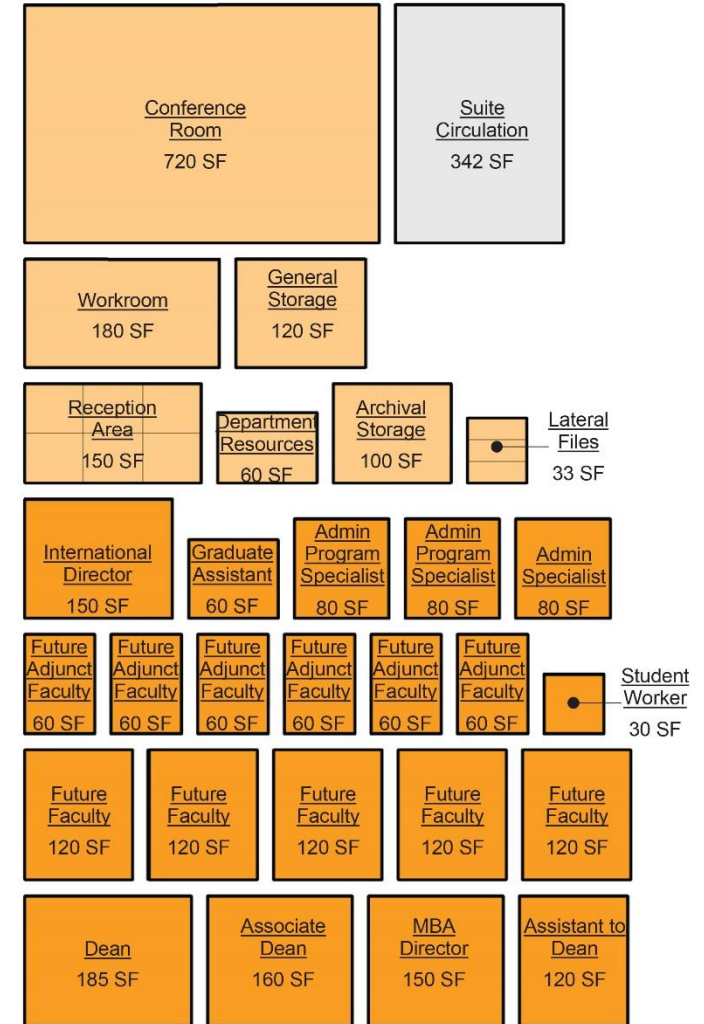 Conference
Room
720 SF
Suite
Circulation
342 SF
Workroom
180 SF
General
Storage
120 SF
Reception
Area
150 SF
Department
Resources
60 SF
Archival
Storage
100 SF
Lateral
Files
33 SF
International
Director
150 SF
Graduate
Assistant
60 SF
Admin
Program
Specialist
80 SF
Admin
Program
Specialist
80 SF
Admin
Specialist
80 SF
Future
Adjunct
Faculty
60 SF
Future
Adjunct
Faculty
60 SF
Future
Adjunct
Faculty
60 SF
Future
Adjunct
Faculty
60 SF
Future
Adjunct
Faculty
60 SF
Future
Adjunct
Faculty
60 SF
Student
Worker
30 SF
Future
Faculty
120 SF
Future
Faculty
120 SF
Future
Faculty
120 SF
Future
Faculty
120 SF
Future
Faculty
120 SF
Dean
185 SF
Associate
Dean
160 SF
MBA
Director
150 SF
Assistant to
Dean
120 SF